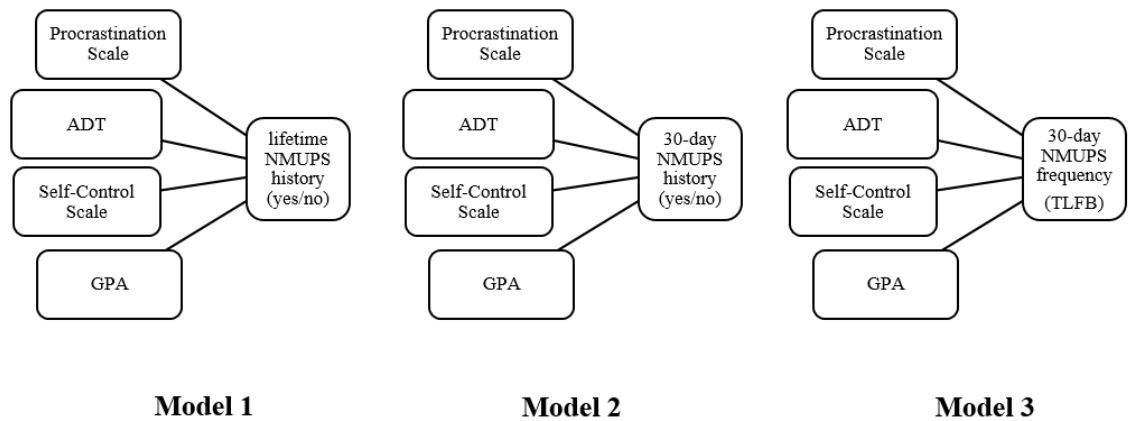 Procrastination
Scale
ADT
Self-Control
Scale
GPA
lifetime
NMUPS
history
(yes/no)
Model 1
Procrastination
Scale
ADT
Self-Control
Scale
GPA
30-day
NMUPS
history
(yes/no)
Model 2
Procrastination
Scale
ADT
Self-Control
Scale
GPA
30-day
NMUPS
frequency
(TLFB)
Model 3